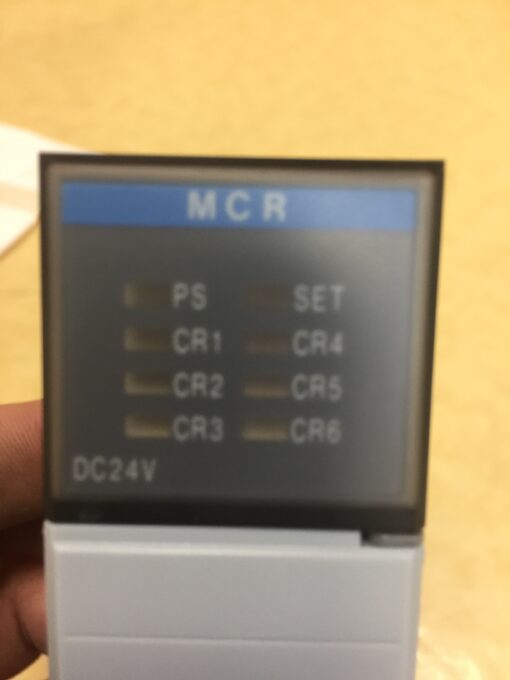 MCR
PS SET
CR1 CR4
CR2 CR5
CR3 CR6
DC24V